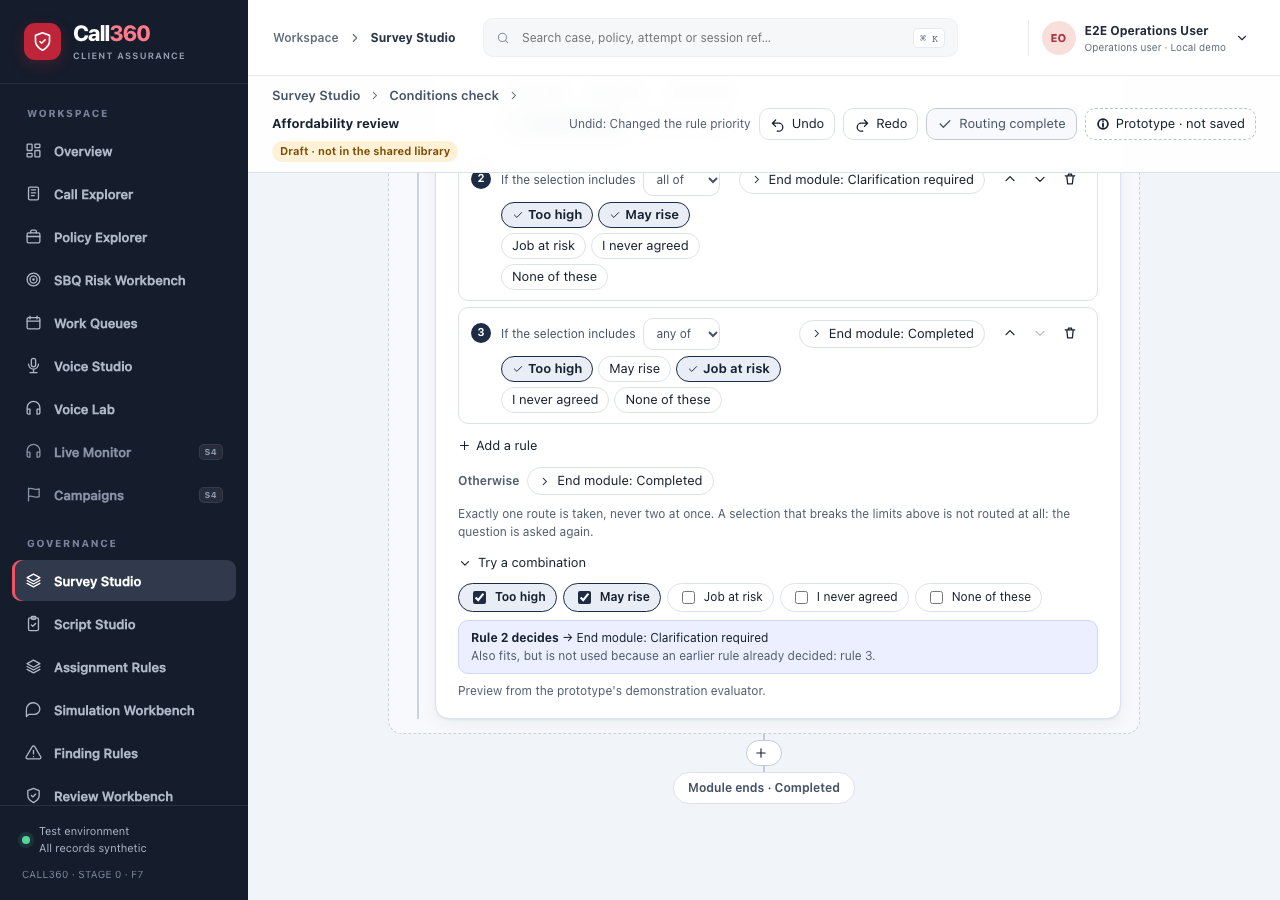 Call360
CLIENT ASSURANCE
WORKSPACE
Overview
Call Explorer
Policy Explorer
SBQ Risk Workbench
Work Queues
Voice Studio
Voice Lab
Live Monitor S4
Campaigns S4
GOVERNANCE
Survey Studio
Script Studio
Assignment Rules
Simulation Workbench
Finding Rules
Review Workbench
Test environment
All records synthetic
CALL360 · STAGE 0 · F7
Workspace > Survey Studio
Search case, policy, attempt or session ref...
⌘ K
EO
E2E Operations User
Operations user · Local demo
Survey Studio > Conditions check >
Affordability review
Draft · not in the shared library
Undid: Changed the rule priority
Undo
Redo
Routing complete
Prototype · not saved
2 If the selection includes all of End module: Clarification required
Too high May rise
Job at risk I never agreed
None of these
3 If the selection includes any of End module: Completed
Too high May rise Job at risk
I never agreed None of these
+ Add a rule
Otherwise End module: Completed
Exactly one route is taken, never two at once. A selection that breaks the limits above is not routed at all: the
question is asked again.
Try a combination
Too high May rise Job at risk I never agreed None of these
Rule 2 decides → End module: Clarification required
Also fits, but is not used because an earlier rule already decided: rule 3.
Preview from the prototype's demonstration evaluator.
+
Module ends · Completed